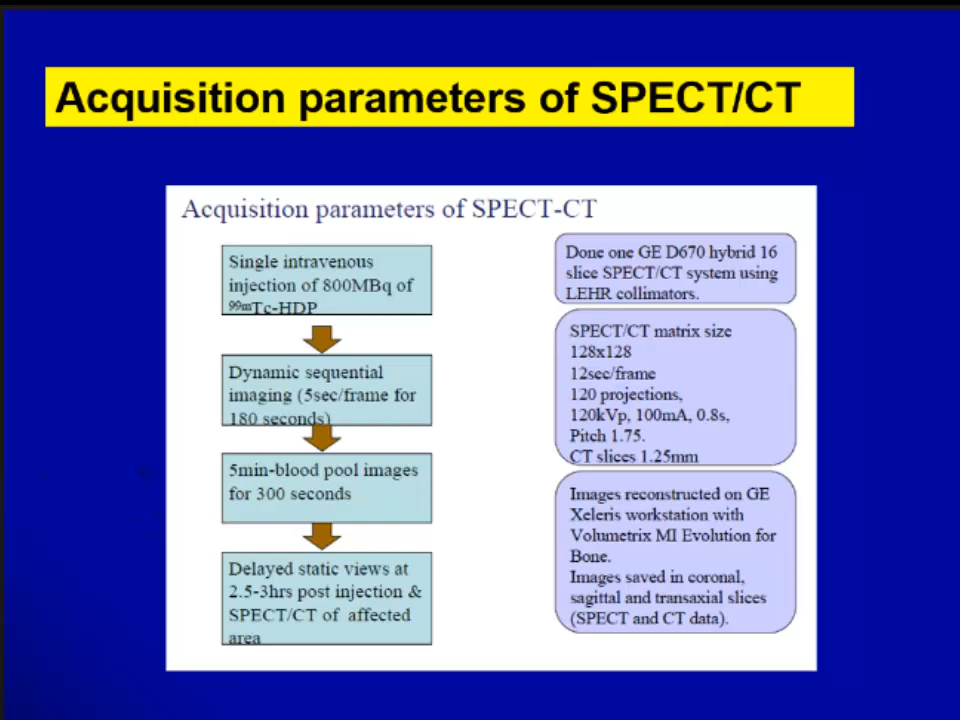 Acquisition parameters of SPECT/CT
Acquisition parameters of SPECT-CT
Single intravenous
injection of 800MBq of
99mTc-HDP
Dynamic sequential
imaging (5sec/frame for
180 seconds)
5min-blood pool images
for 300 seconds
Delayed static views at
2.5-3hrs post injection &
SPECT/CT of affected
area
Done one GE D670 hybrid 16
slice SPECT/CT system using
LEHR collimators.
SPECT/CT matrix size
128x128
12sec/frame
120 projections,
120kVp, 100mA, 0.8s,
Pitch 1.75.
CT slices 1.25mm
Images reconstructed on GE
Xeleris workstation with
Volumetrix MI Evolution for
Bone.
Images saved in coronal,
sagittal and transaxial slices
(SPECT and CT data).